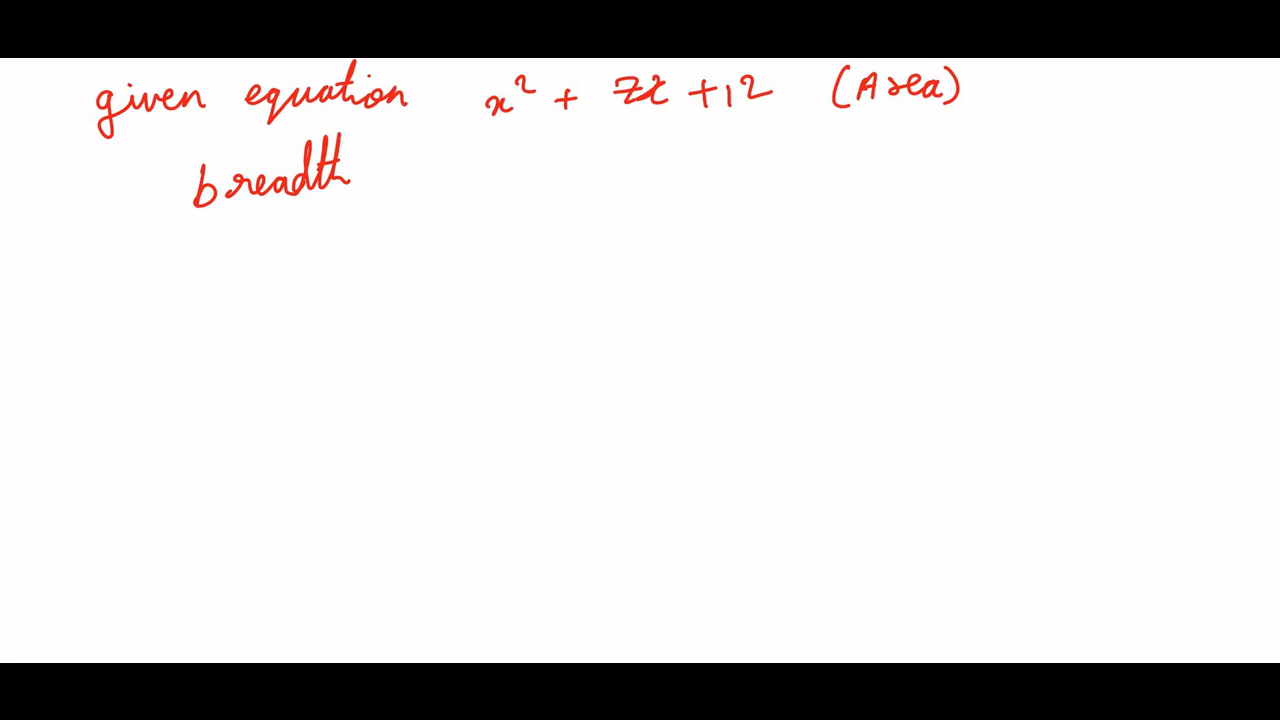 given equation x² + 7x + 12 (Area)
breadth